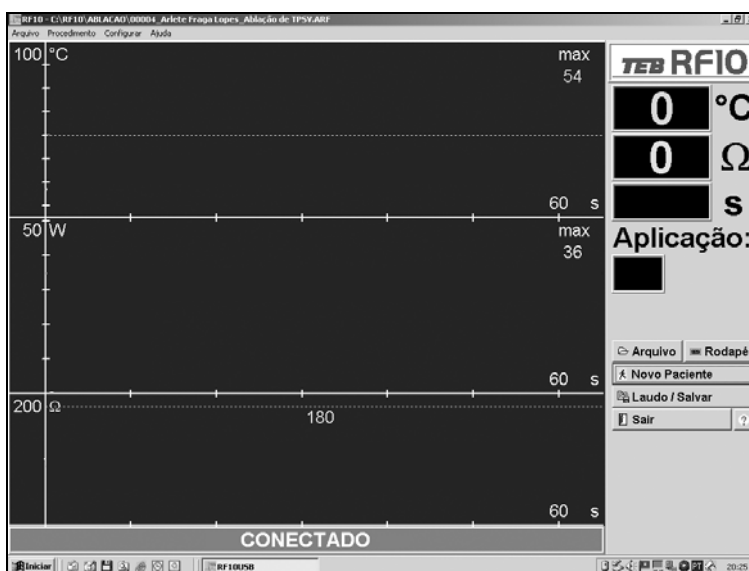 RF10 - C:\RF10\ABLACAO\00004_Arlete Fraga Lopes_Ablação de TPSV.ARF
Arquivo Procedimento Configurar Ajuda
100 °C
max
54
60 s
50 W
max
36
60 s
200 Ω
180
60 s
CONECTADO
TEB RF10
0 °C
0 Ω
s
Aplicação:
Arquivo
Rodapé
Novo Paciente
Laudo / Salvar
Sair
?
Iniciar
RF10USB
PT
20:25